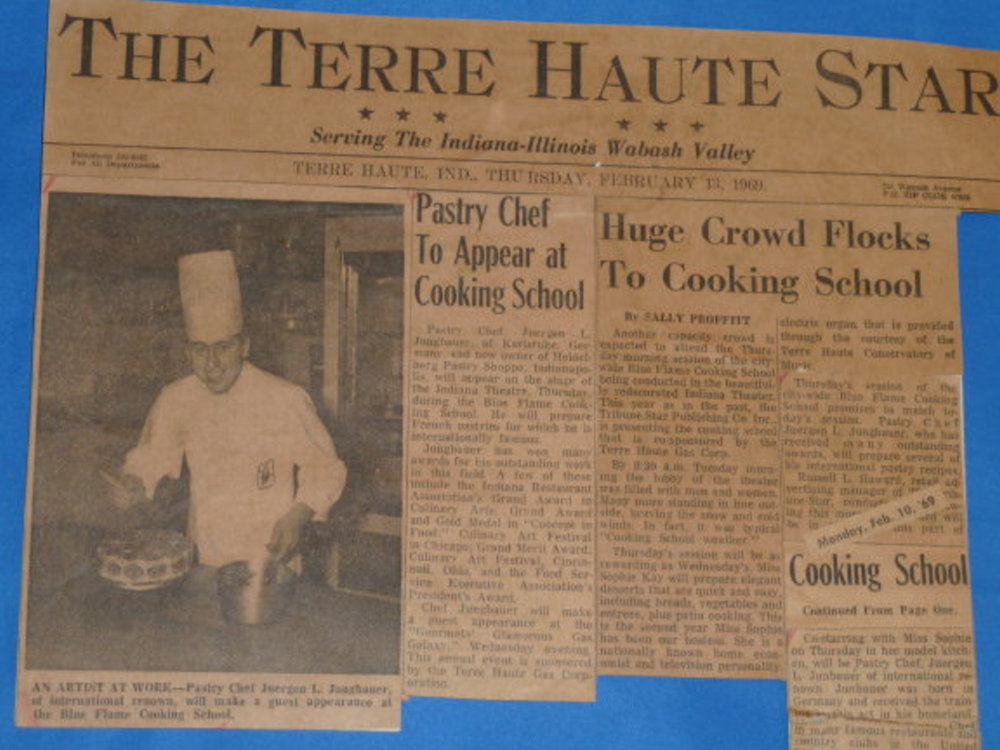 THE TERRE HAUTE STAR
★ ★ ★ ★ ★ ★
Serving The Indiana-Illinois Wabash Valley
For All Departments
TERRE HAUTE, IND., THURSDAY, FEBRUARY 13, 1969.
AN ARTIST AT WORK—Pastry Chef Juergen L. Jungbauer,
of international renown, will make a guest appearance at
the Blue Flame Cooking School.
Pastry Chef
To Appear at
Cooking School
Pastry Chef Juergen L.
Jungbauer, of Karlsruhe, Ger-
many and now owner of Heidel-
berg Pastry Shoppe, Indianapo-
lis, will appear on the stage of
the Indiana Theatre, Thursday
during the Blue Flame Cook-
ing School. He will prepare
French pastries for which he is
internationally famous.
Jungbauer has won many
awards for his outstanding work
in this field. A few of these
include the Indiana Restaurant
Association's Grand Award in
Culinary Arts, Grand Award
and Gold Medal in "Concept in
Food," Culinary Art Festival
in Chicago, Grand Merit Award,
Culinary Art Festival, Cincin-
nati, Ohio, and the Food Ser-
vice Executive Association's
President's Award.
Chef Jungbauer will make
a guest appearance at the
"Gourmets' Glamorous Gas
Galaxy," Wednesday evening.
This annual event is sponsored
by the Terre Haute Gas Corp-
oration.
Huge Crowd Flocks
To Cooking School
By SALLY PROFFITT
Another capacity crowd is
expected to attend the Thurs-
day morning session of the city-
wide Blue Flame Cooking School
being conducted in the beautiful-
ly redecorated Indiana Theater.
This year as in the past, the
Tribune-Star Publishing Co. Inc.,
is presenting the cooking school
that is co-sponsored by the
Terre Haute Gas Corp.
By 8:30 a.m. Tuesday morn-
ing the lobby of the theater
was filled with men and women.
Many more standing in line out-
side, braving the snow and cold
winds. In fact, it was typical
"Cooking School weather."
Thursday's session will be as
rewarding as Wednesday's. Miss
Sophie Kay will prepare elegant
desserts that are quick and easy,
including breads, vegetables and
entrees, plus patio cooking. This
is the second year Miss Sophie
has been our hostess. She is a
nationally known home econ-
omist and television personality
electric organ that is provided
through the courtesy of the
Terre Haute Conservatory of
Music.
Thursday's session of the
city-wide Blue Flame Cooking
School promises to match to-
day's session. Pastry Chef
Juergen L. Jungbauer, who has
received many outstanding
awards, will prepare several of
his international pastry recipes.
Russell L. Haward, retail ad-
vertising manager of
Monday, Feb. 10, '69
Cooking School
Continued From Page One.
Costarring with Miss Sophie
on Thursday in her model kitch-
en, will be Pastry Chef, Juergen
L. Junbauer of international re-
nown. Junbauer was born in
Germany and received the train-
in his homeland.
Chef
in many famous restaurants and
country clubs in the United